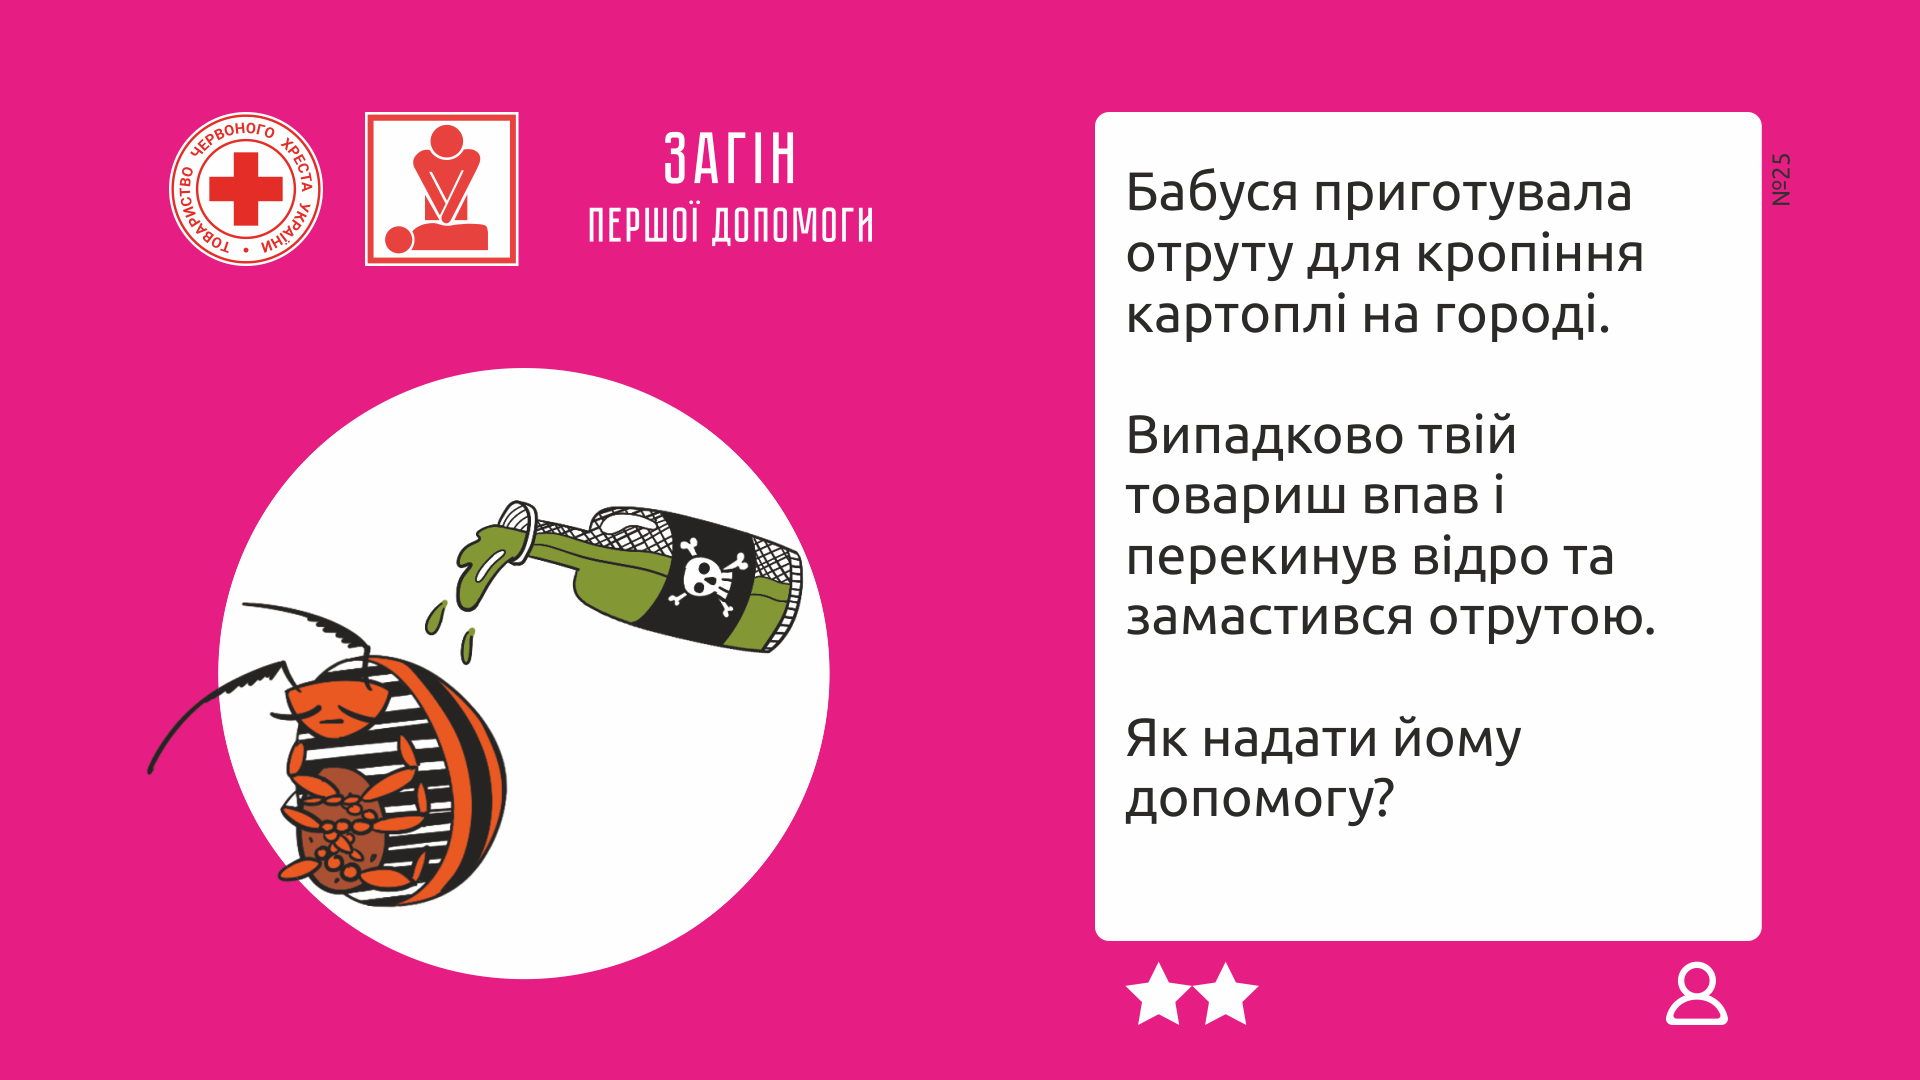 ТОВАРИСТВО ЧЕРВОНОГО ХРЕСТА УКРАЇНИ •
ЗАГІН
ПЕРШОЇ ДОПОМОГИ
№25
Бабуся приготувала
отруту для кропіння
картоплі на городі.
Випадково твій
товариш впав і
перекинув відро та
замастився отрутою.
Як надати йому
допомогу?